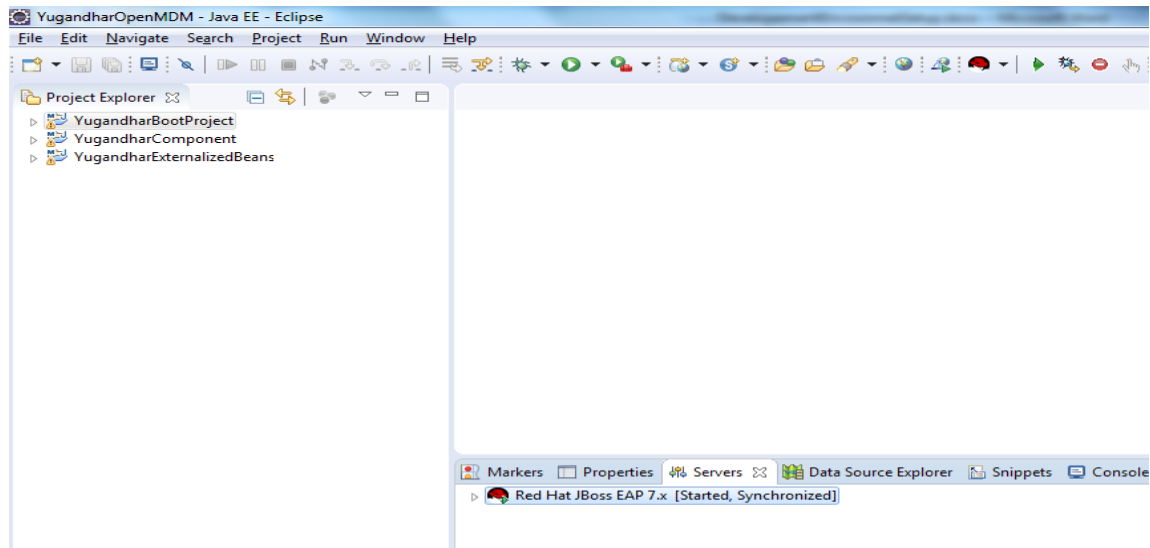 YugandharOpenMDM - Java EE - Eclipse
File Edit Navigate Search Project Run Window Help
Project Explorer
YugandharBootProject
YugandharComponent
YugandharExternalizedBeans
Markers Properties Servers Data Source Explorer Snippets Console
Red Hat JBoss EAP 7.x [Started, Synchronized]